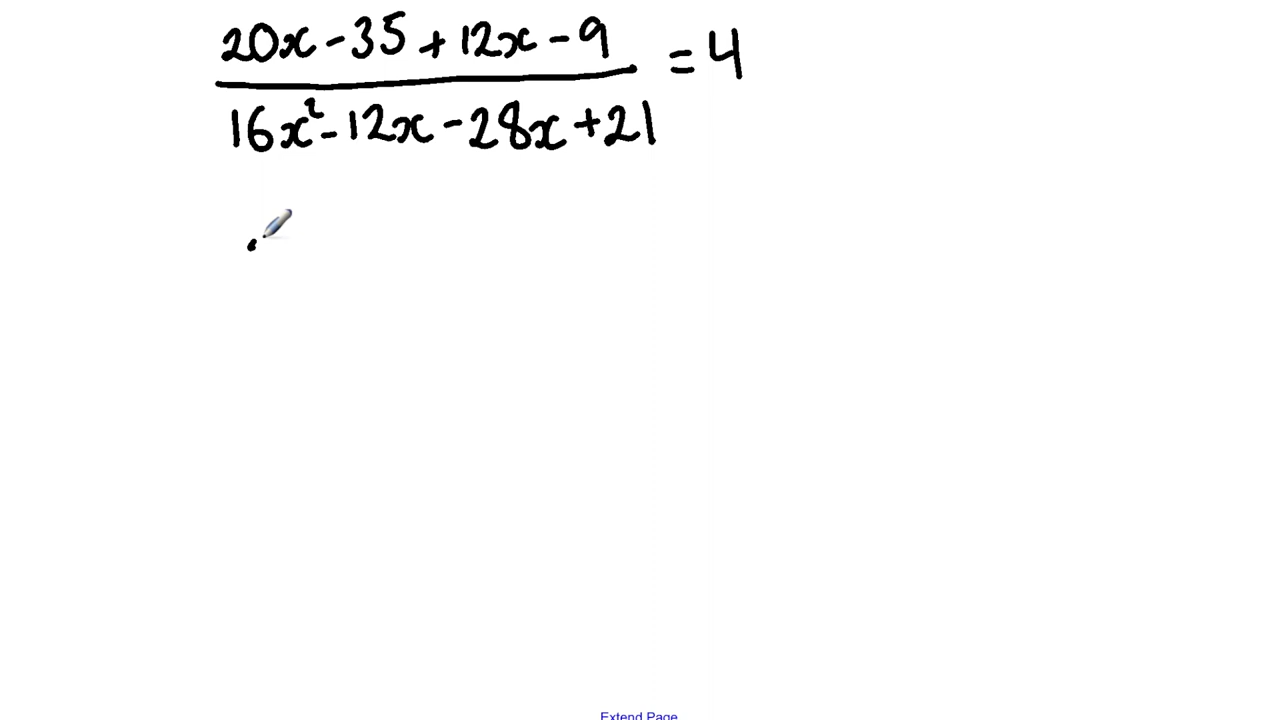 20x - 35 + 12x - 9 = 4
16x² - 12x - 28x + 21
Extend Page